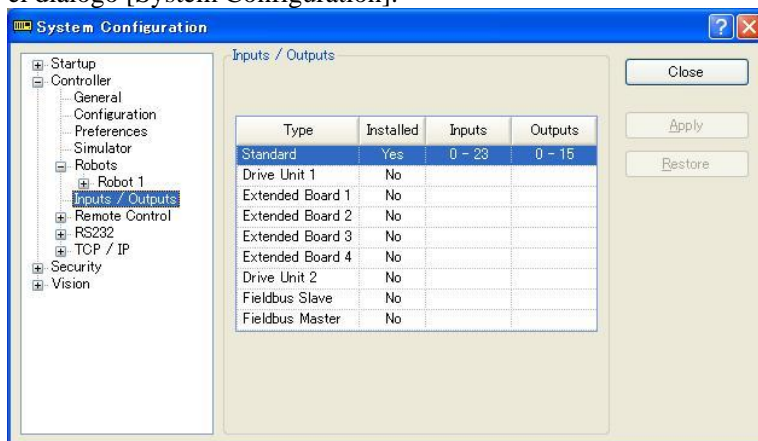 el diálogo [System Configuration].
System Configuration
Startup
Controller
General
Configuration
Preferences
Simulator
Robots
Robot 1
Inputs / Outputs
Remote Control
RS232
TCP / IP
Security
Vision
Inputs / Outputs
Type Installed Inputs Outputs
Standard Yes 0 - 23 0 - 15
Drive Unit 1 No
Extended Board 1 No
Extended Board 2 No
Extended Board 3 No
Extended Board 4 No
Drive Unit 2 No
Fieldbus Slave No
Fieldbus Master No
Close
Apply
Restore